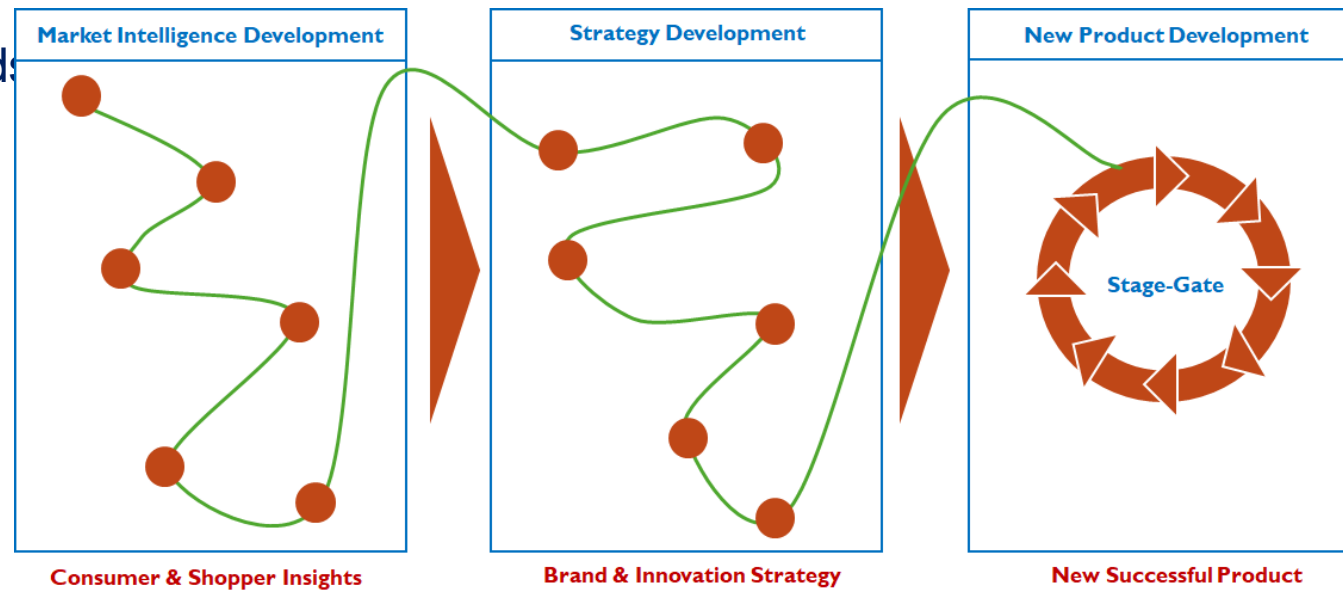 Market Intelligence Development
Strategy Development
New Product Development
Stage-Gate
Consumer & Shopper Insights
Brand & Innovation Strategy
New Successful Product